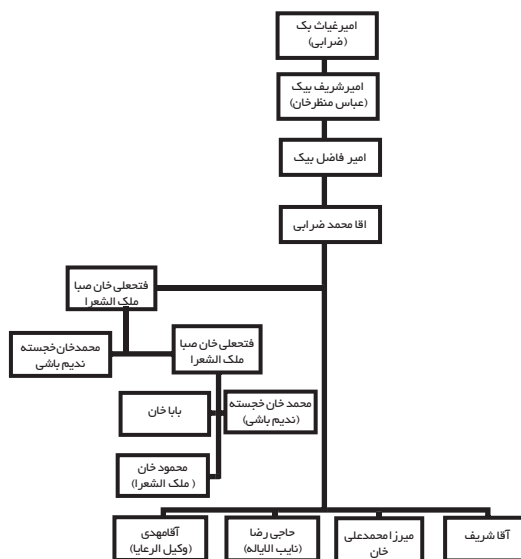 امیرغیاث بک
(ضرابی)
امیرشریف بیک
(عباس منظرخان)
امیر فاضل بیک
اقا محمد ضرابی
فتحعلی خان صبا
ملک الشعرا
محمدخان خجسته
ندیم باشی
فتحعلی خان صبا
ملک الشعرا
محمد خان خجسته
(ندیم باشی)
بابا خان
محمود خان
(ملک الشعرا )
آقا شریف
میرزا محمدعلی
خان
حاجی رضا
(نایب الایاله)
آقامهدی
(وکیل الرعایا)